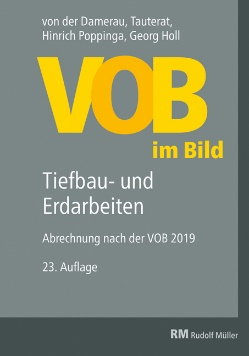 von der Damerau, Tauterat,
Hinrich Poppinga, Georg Holl
VOB
im Bild
Tiefbau- und
Erdarbeiten
Abrechnung nach der VOB 2019
23. Auflage
RM Rudolf Müller